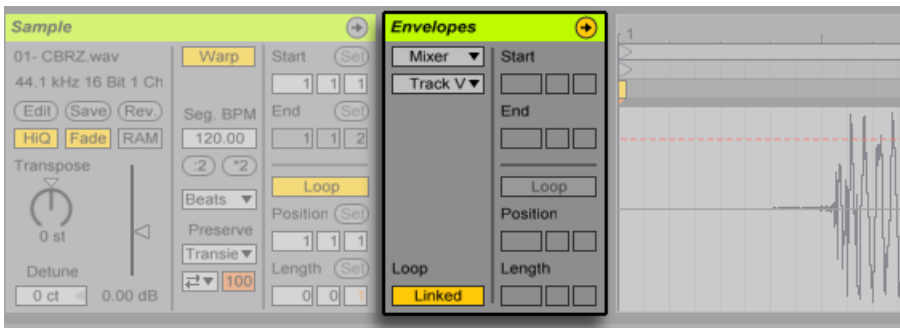 Sample
01- CBRZ.wav
44.1 kHz 16 Bit 1 Ch
Edit Save Rev.
HiQ Fade RAM
Transpose
0 st
Detune
0 ct 0.00 dB
Warp
Seg. BPM
120.00
:2 *2
Beats
Preserve
Transie
100
Start Set
1 1 1
End Set
1 1 2
Loop
Position Set
1 1 1
Length Set
0 0 1
Envelopes
Mixer
Track V
Loop
Linked
Start
End
Loop
Position
Length
1